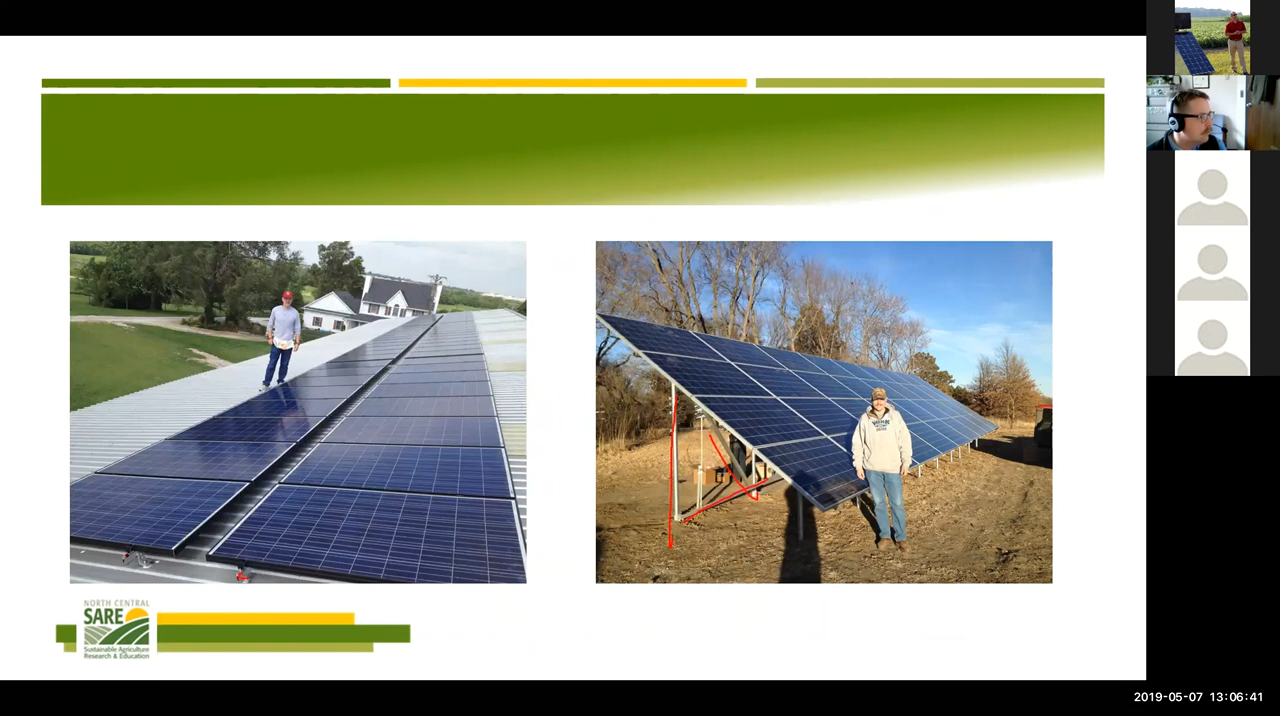 NORTH CENTRAL
SARE
Sustainable Agriculture
Research & Education
2019-05-07 13:06:41